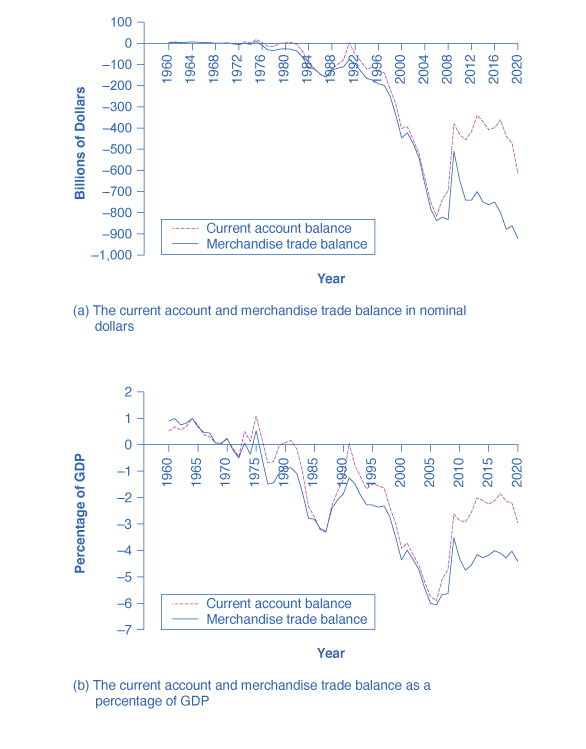 100
0
–100
–200
–300
–400
–500
–600
–700
–800
–900
–1,000
Billions of Dollars
1960 1964 1968 1972 1976 1980 1984 1988 1992 1996 2000 2004 2008 2012 2016 2020
Current account balance
Merchandise trade balance
Year
(a) The current account and merchandise trade balance in nominal
dollars
2
1
0
–1
–2
–3
–4
–5
–6
–7
Percentage of GDP
1960 1965 1970 1975 1980 1985 1990 1995 2000 2005 2010 2015 2020
Current account balance
Merchandise trade balance
Year
(b) The current account and merchandise trade balance as a
percentage of GDP